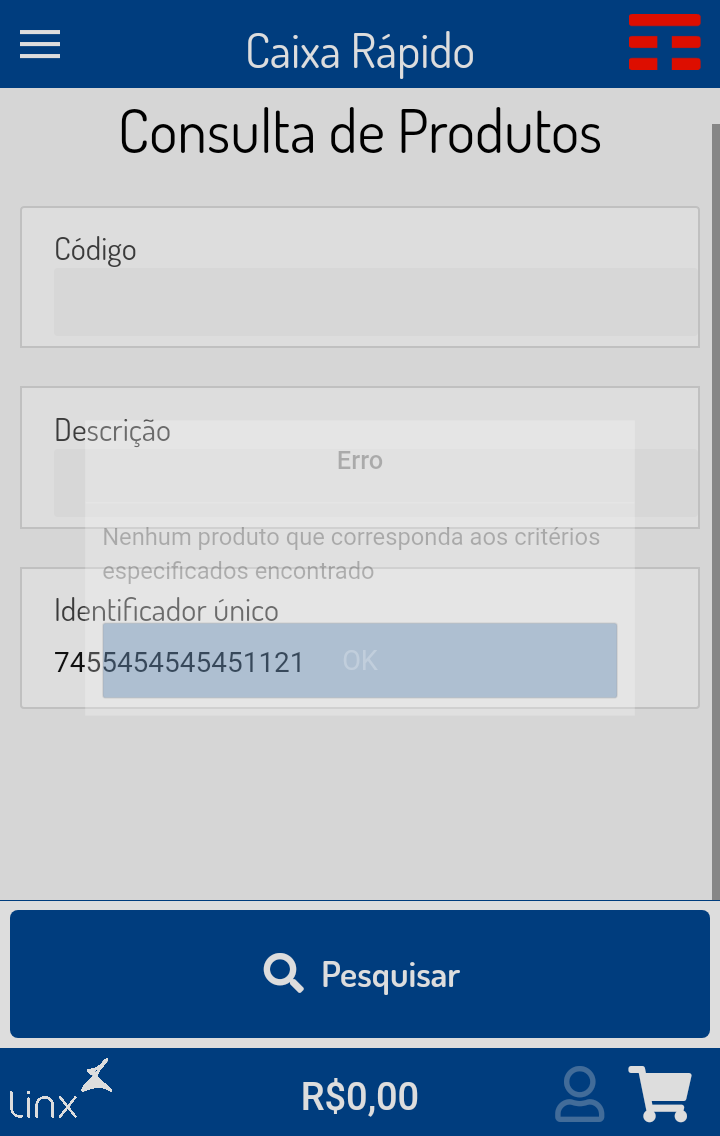 Caixa Rápido
Consulta de Produtos
Código
Descrição
Erro
Nenhum produto que corresponda aos critérios
especificados encontrado
Identificador único
7455454545451121
OK
Pesquisar
linx
R$0,00